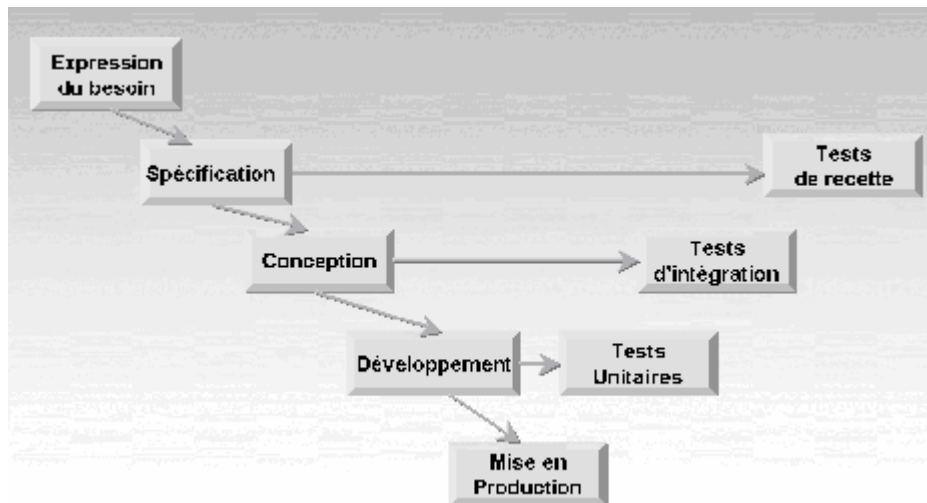 Expression
du besoin
Spécification
Tests
de recette
Conception
Tests
d'intégration
Développement
Tests
Unitaires
Mise en
Production